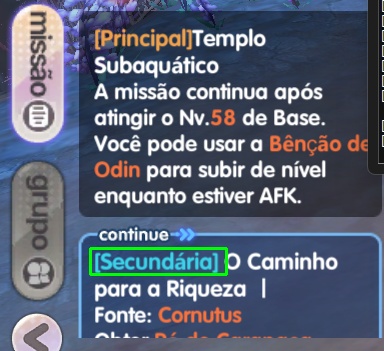 missão
grupo
[Principal]Templo
Subaquático
A missão continua após
atingir o Nv.58 de Base.
Você pode usar a Bênção de
Odin para subir de nível
enquanto estiver AFK.
continue
[Secundária] O Caminho
para a Riqueza |
Fonte: Cornutus